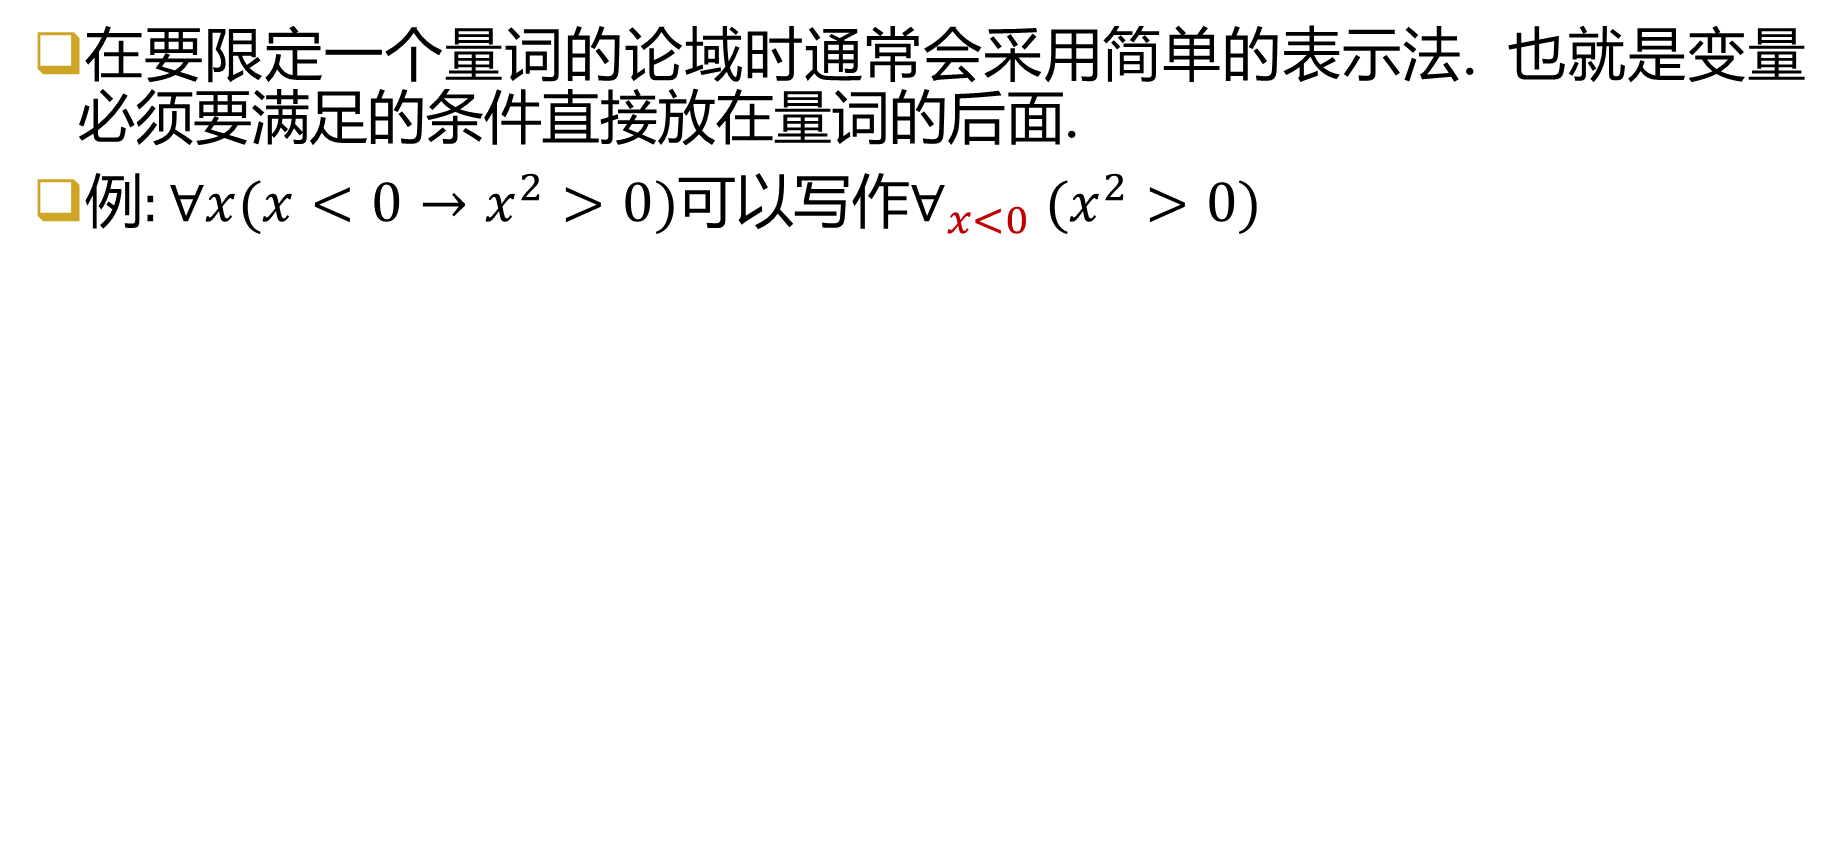 ❑在要限定一个量词的论域时通常会采用简单的表示法. 也就是变量
必须要满足的条件直接放在量词的后面.
❑例: ∀𝑥(𝑥 < 0 → 𝑥² > 0)可以写作∀𝑥<0 (𝑥² > 0)